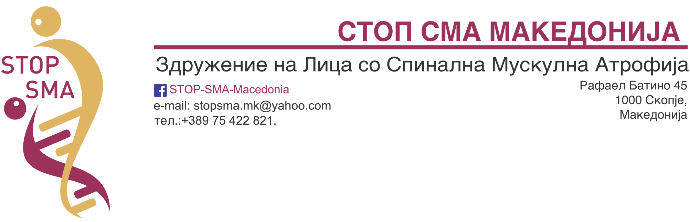 STOP
SMA
СТОП СМА МАКЕДОНИЈА
Здружение на Лица со Спинална Мускулна Атрофија
STOP-SMA-Macedonia
e-mail: stopsma.mk@yahoo.com
тел.:+389 75 422 821,
Рафаел Батино 45
1000 Скопје,
Македонија